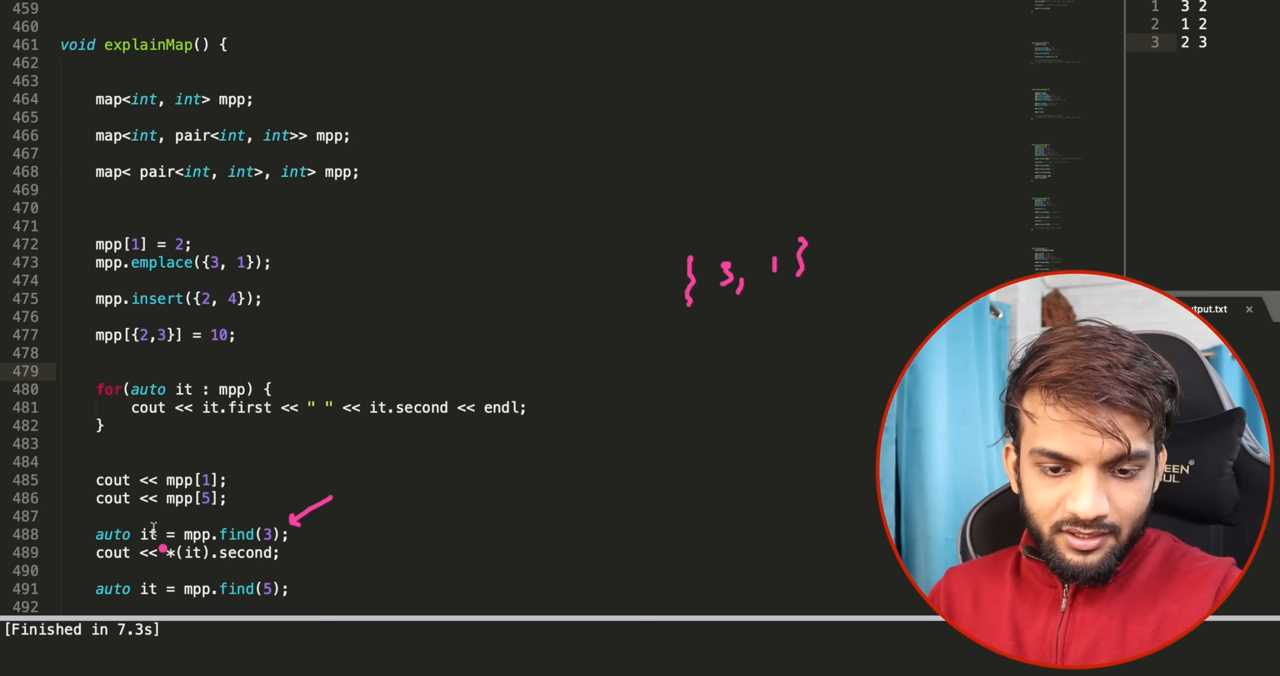 459
460
461 void explainMap() {
462
463
464 map<int, int> mpp;
465
466 map<int, pair<int, int>> mpp;
467
468 map< pair<int, int>, int> mpp;
469
470
471
472 mpp[1] = 2;
473 mpp.emplace({3, 1});
474
475 mpp.insert({2, 4});
476
477 mpp[{2,3}] = 10;
478
479
480 for(auto it : mpp) {
481 cout << it.first << " " << it.second << endl;
482 }
483
484
485 cout << mpp[1];
486 cout << mpp[5];
487
488 auto it = mpp.find(3);
489 cout << *(it).second;
490
491 auto it = mpp.find(5);
492
{ 3, 1 }
1 3 2
2 1 2
3 2 3
utput.txt
[Finished in 7.3s]